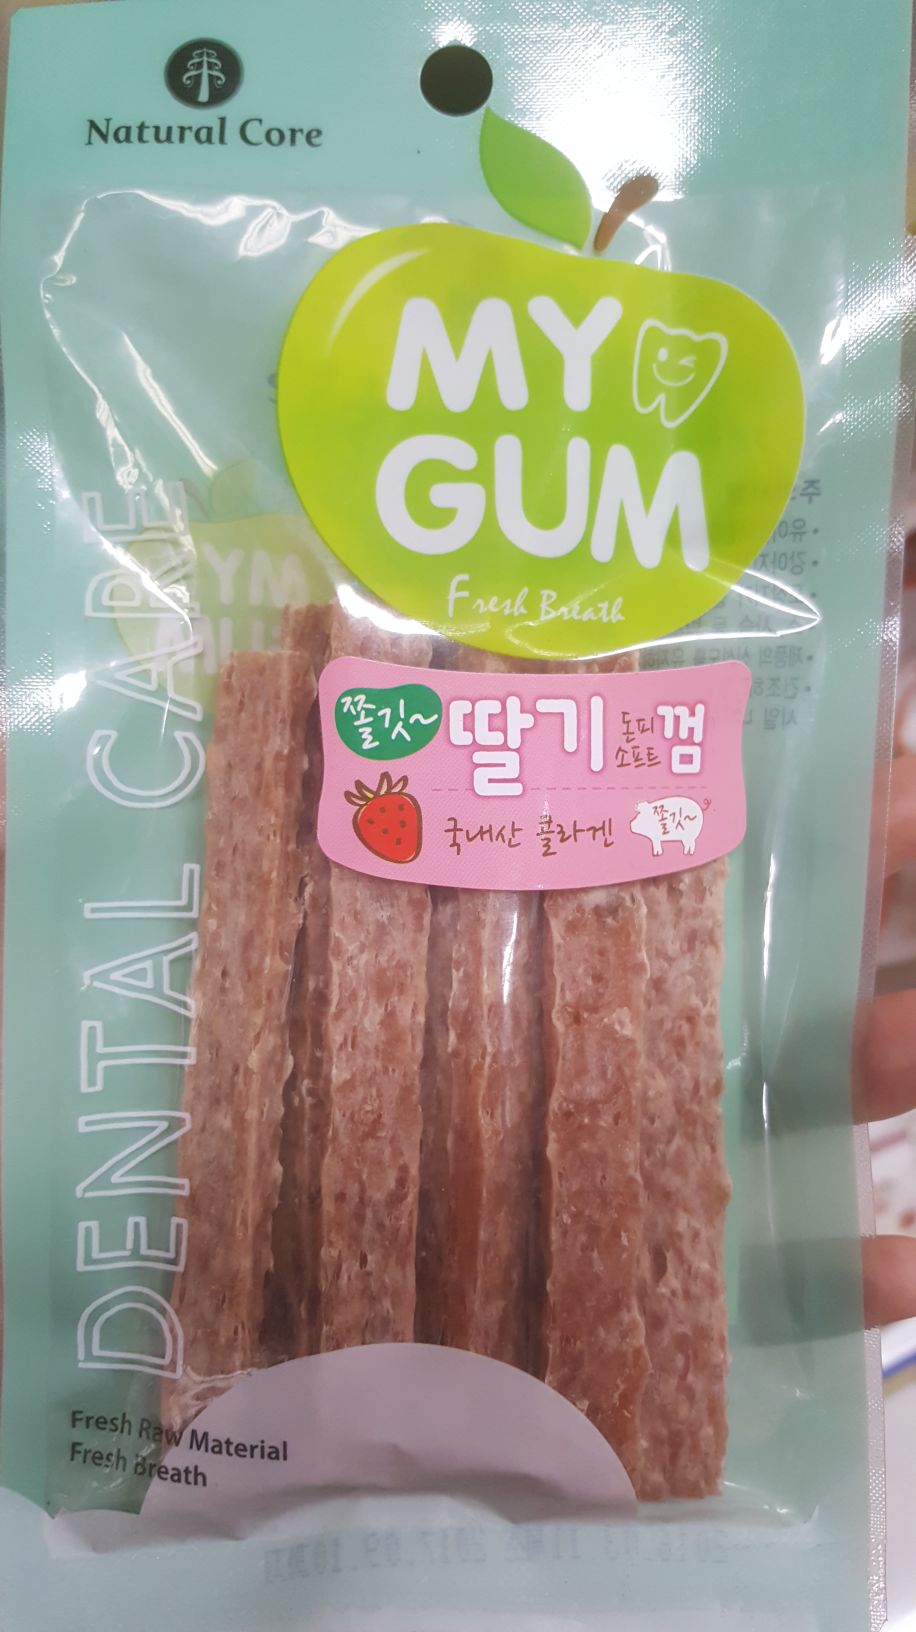 Natural Core
MY
GUM
Fresh Breath
DENTAL CARE
쫄깃~
딸기
돈피
소프트
껌
국내산 콜라겐
쫄깃~
Fresh Raw Material
Fresh Breath